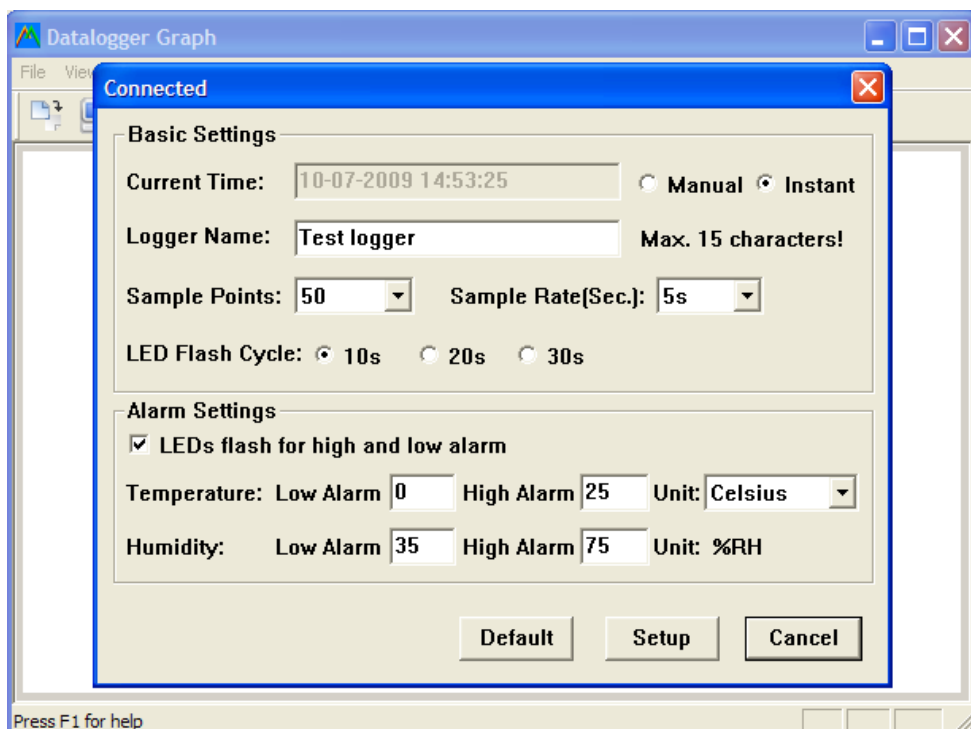 Datalogger Graph
File View
Connected
Basic Settings
Current Time: 10-07-2009 14:53:25 Manual Instant
Logger Name: Test logger Max. 15 characters!
Sample Points: 50 Sample Rate(Sec.): 5s
LED Flash Cycle: 10s 20s 30s
Alarm Settings
LEDs flash for high and low alarm
Temperature: Low Alarm 0 High Alarm 25 Unit: Celsius
Humidity: Low Alarm 35 High Alarm 75 Unit: %RH
Default Setup Cancel
Press F1 for help